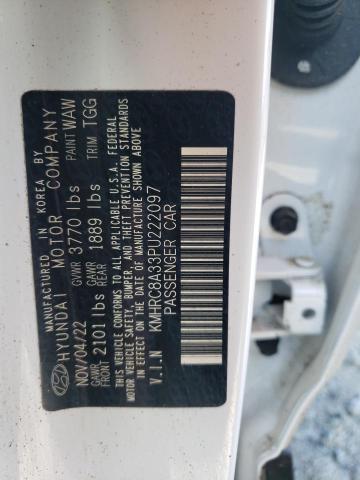 MANUFACTURED IN KOREA BY
HYUNDAI MOTOR COMPANY
NOV/04/22 GVWR 3770 lbs PAINT WAW
GAWR FRONT 2101 lbs GAWR REAR 1889 lbs TRIM TGG
THIS VEHICLE CONFORMS TO ALL APPLICABLE U.S.A. FEDERAL
MOTOR VEHICLE SAFETY, BUMPER, AND THEFT PREVENTION STANDARDS
IN EFFECT ON THE DATE OF MANUFACTURE SHOWN ABOVE.
V.I.N KMHRC8A33PU222097
PASSENGER CAR